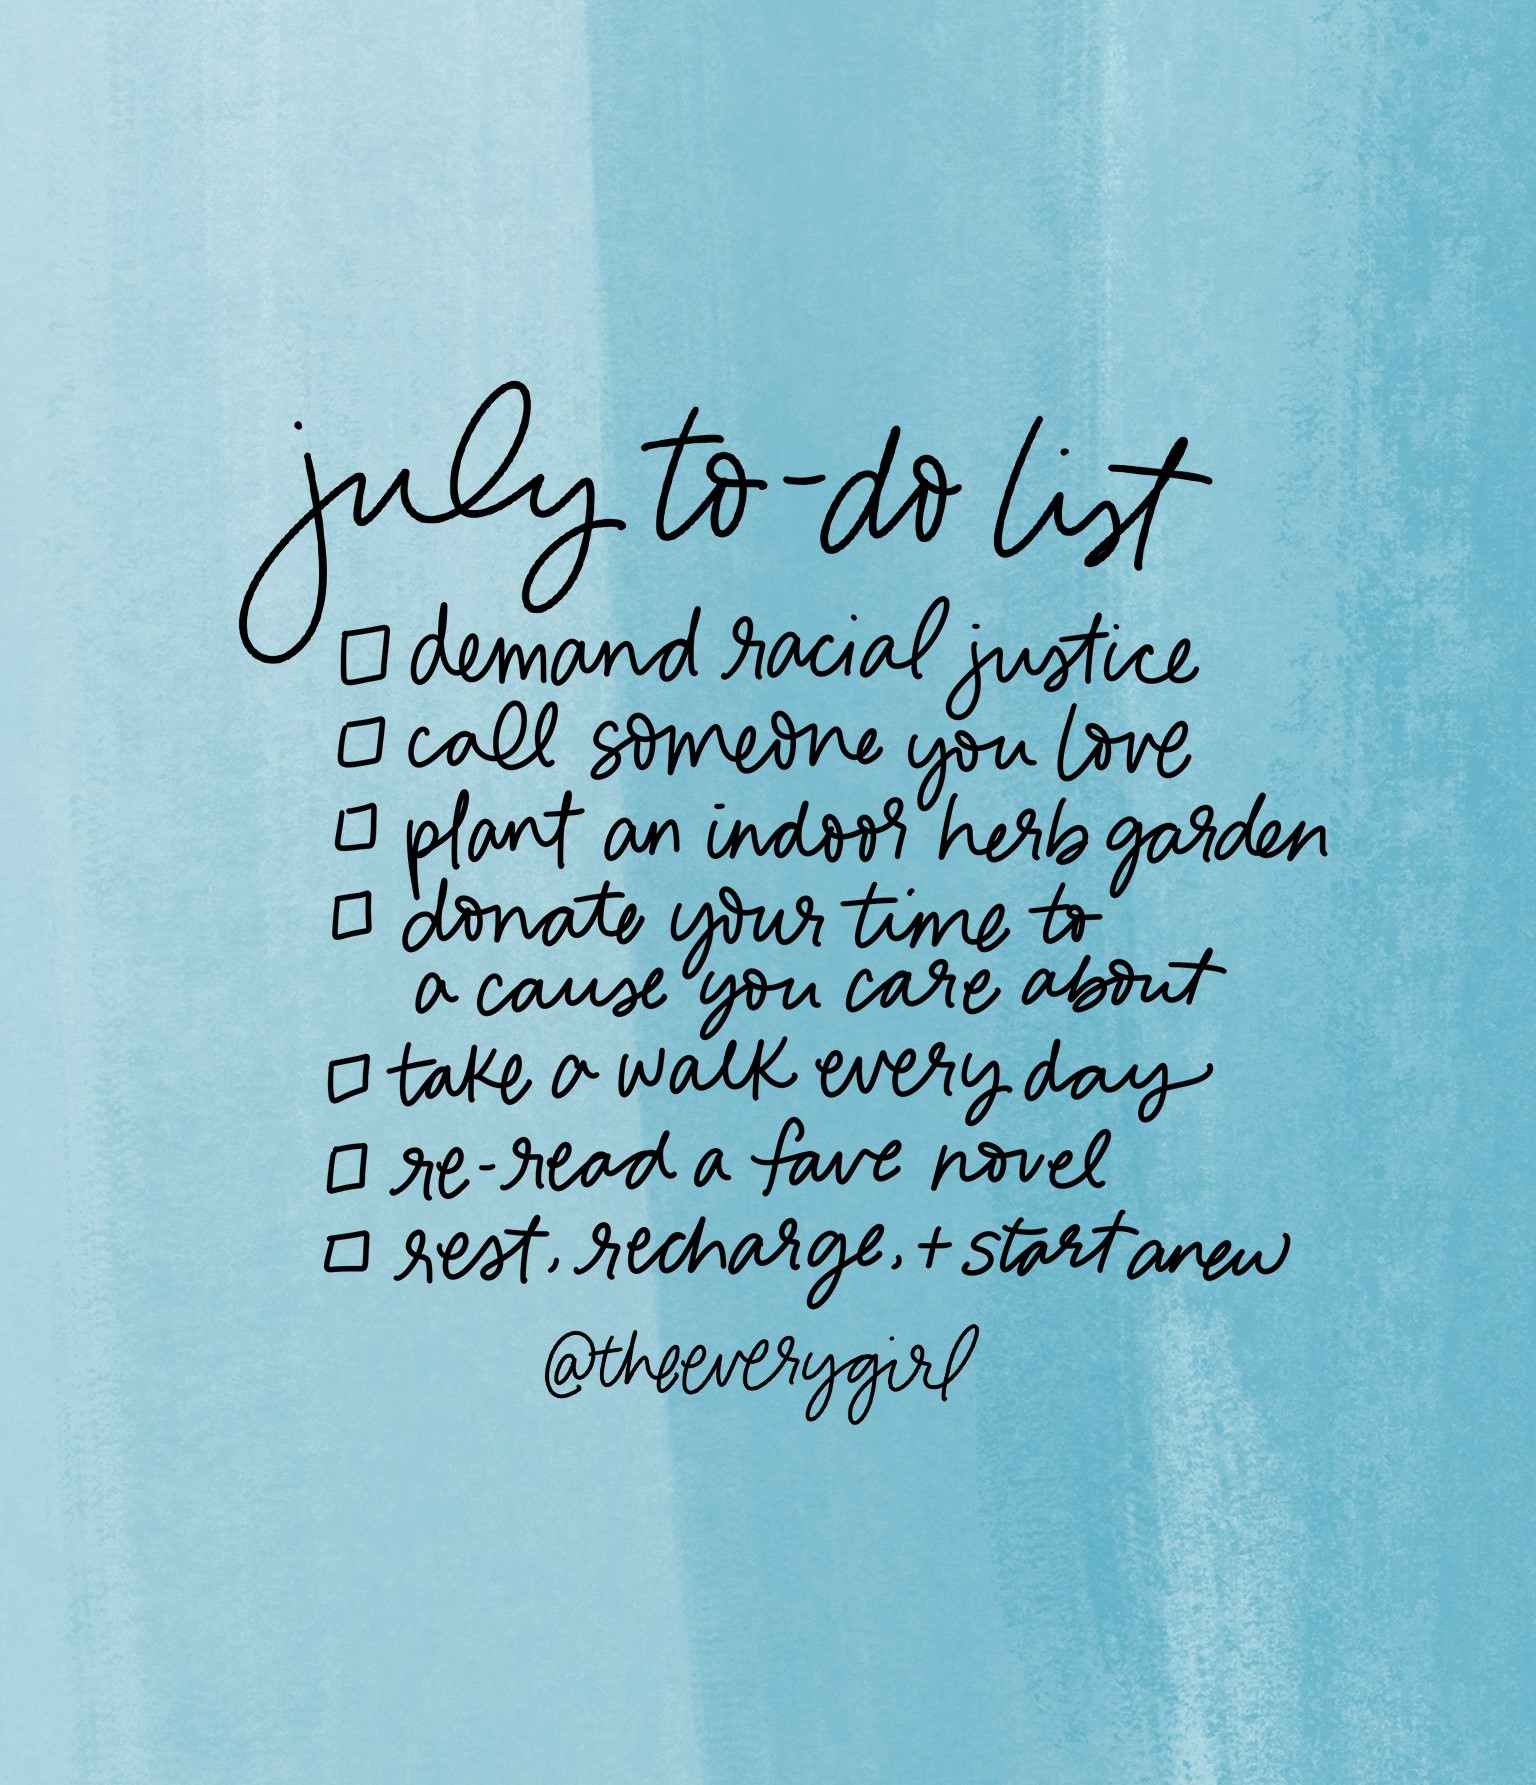 july to-do list
demand racial justice
call someone you love
plant an indoor herb garden
donate your time to
a cause you care about
take a walk every day
re-read a fave novel
rest, recharge, + start anew
@theeverygirl